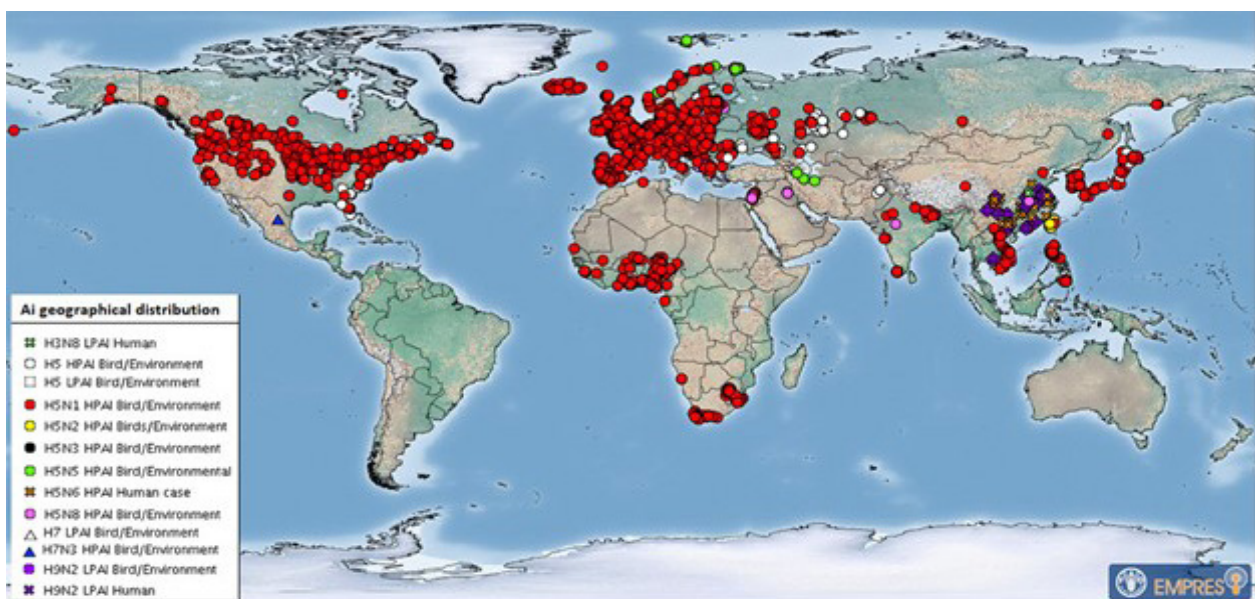 Ai geographical distribution
H3N8 LPAI Human
H5 HPAI Bird/Environment
H5 LPAI Bird/Environment
H5N1 HPAI Bird/Environment
H5N2 HPAI Birds/Environment
H5N3 HPAI Bird/Environment
H5N5 HPAI Bird/Environmental
H5N6 HPAI Human case
H5N8 HPAI Bird/Environment
H7 LPAI Bird/Environment
H7N3 HPAI Bird/Environment
H9N2 LPAI Bird/Environment
H9N2 LPAI Human
EMPRES